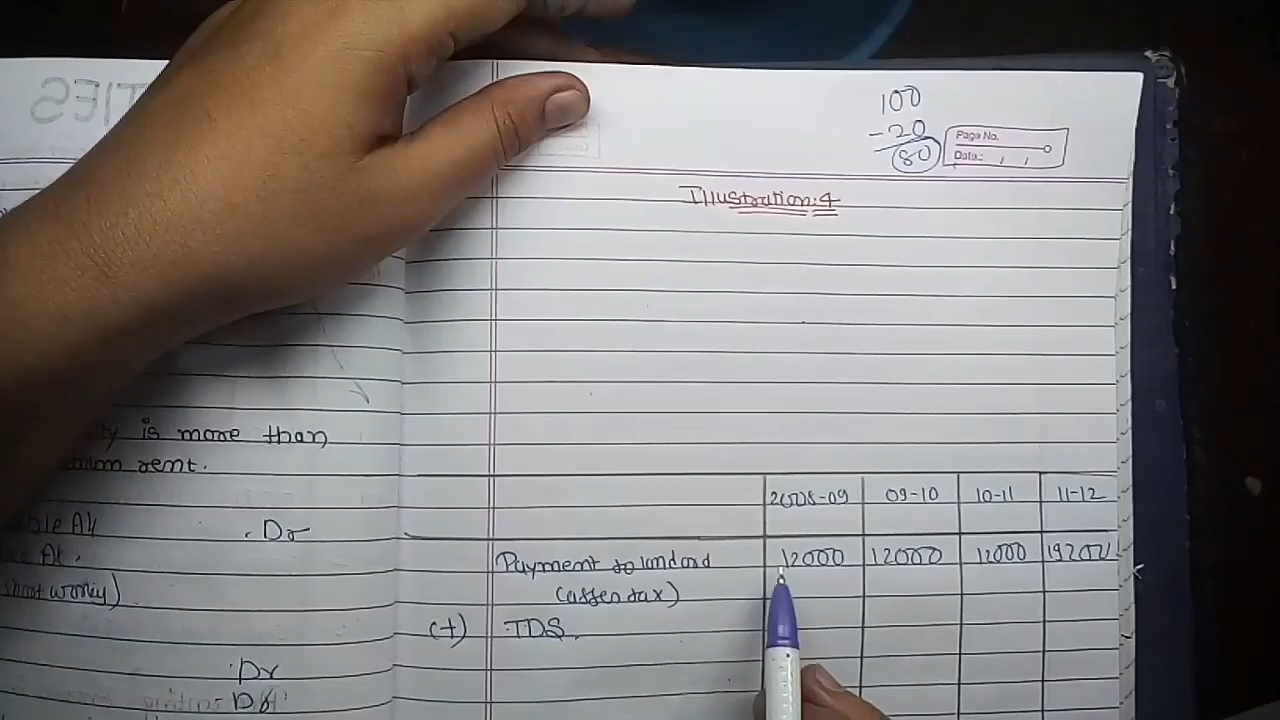 100
-20
80
Page No.
Date: / /
Illustration:4
is more than
rent.
Dr
2008-09 09-10 10-11 11-12
Payment to landord 12000 12000 12000 19200
(after tax)
(+) TDS.
Dr